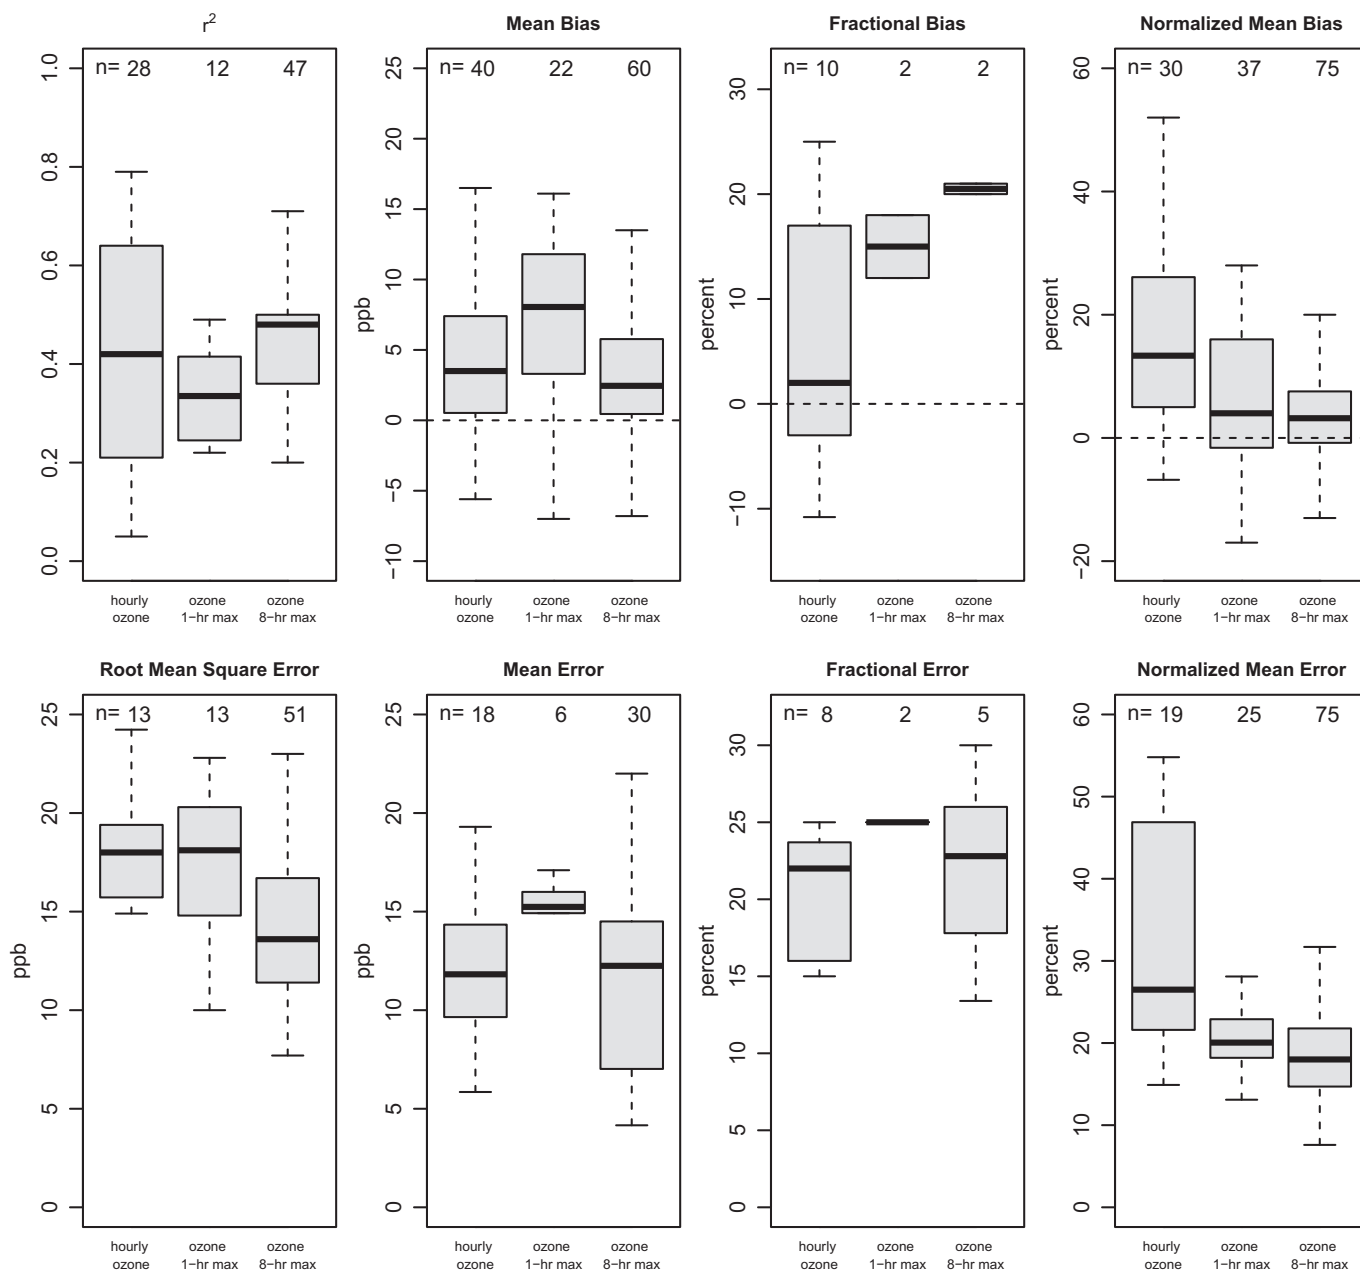 r2
Mean Bias
Fractional Bias
Normalized Mean Bias
n= 28 12 47
1.0
0.8
0.6
0.4
0.2
0.0
hourly ozone ozone
ozone 1−hr max 8−hr max
n= 40 22 60
ppb
25
20
15
10
5
0
−5
−10
hourly ozone ozone
ozone 1−hr max 8−hr max
n= 10 2 2
percent
30
20
10
0
−10
hourly ozone ozone
ozone 1−hr max 8−hr max
n= 30 37 75
percent
60
40
20
0
−20
hourly ozone ozone
ozone 1−hr max 8−hr max
Root Mean Square Error
Mean Error
Fractional Error
Normalized Mean Error
n= 13 13 51
ppb
25
20
15
10
5
0
hourly ozone ozone
ozone 1−hr max 8−hr max
n= 18 6 30
ppb
25
20
15
10
5
0
hourly ozone ozone
ozone 1−hr max 8−hr max
n= 8 2 5
percent
30
25
20
15
10
5
0
hourly ozone ozone
ozone 1−hr max 8−hr max
n= 19 25 75
percent
60
50
40
30
20
10
0
hourly ozone ozone
ozone 1−hr max 8−hr max